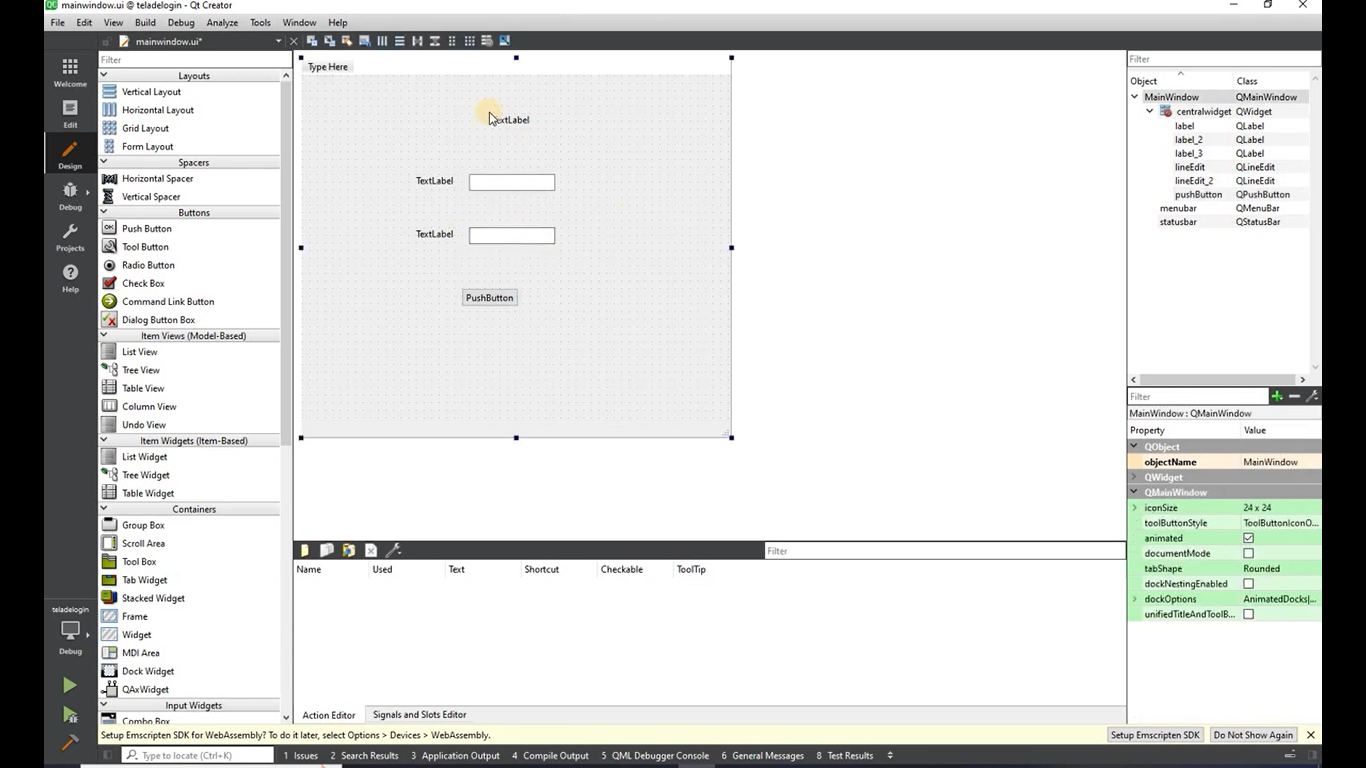 mainwindow.ui @ teladelogin - Qt Creator
File Edit View Build Debug Analyze Tools Window Help
mainwindow.ui*
Welcome
Edit
Design
Debug
Projects
Help
teladelogin
Debug
Filter
Layouts
Vertical Layout
Horizontal Layout
Grid Layout
Form Layout
Spacers
Horizontal Spacer
Vertical Spacer
Buttons
Push Button
Tool Button
Radio Button
Check Box
Command Link Button
Dialog Button Box
Item Views (Model-Based)
List View
Tree View
Table View
Column View
Undo View
Item Widgets (Item-Based)
List Widget
Tree Widget
Table Widget
Containers
Group Box
Scroll Area
Tool Box
Tab Widget
Stacked Widget
Frame
Widget
MDI Area
Dock Widget
QAxWidget
Input Widgets
Combo Box
Type Here
TextLabel
TextLabel
PushButton
Filter
Name Used Text Shortcut Checkable ToolTip
Action Editor Signals and Slots Editor
Filter
Object Class
MainWindow QMainWindow
centralwidget QWidget
label QLabel
label_2 QLabel
label_3 QLabel
lineEdit QLineEdit
lineEdit_2 QLineEdit
pushButton QPushButton
menubar QMenuBar
statusbar QStatusBar
Filter
MainWindow : QMainWindow
Property Value
QObject
objectName MainWindow
QWidget
QMainWindow
iconSize 24 x 24
toolButtonStyle ToolButtonIconO...
animated
documentMode
tabShape Rounded
dockNestingEnabled
dockOptions AnimatedDocks|...
unifiedTitleAndToolB...
Setup Emscripten SDK for WebAssembly? To do it later, select Options > Devices > WebAssembly.
Setup Emscripten SDK Do Not Show Again
Type to locate (Ctrl+K) 1 Issues 2 Search Results 3 Application Output 4 Compile Output 5 QML Debugger Console 6 General Messages 8 Test Results